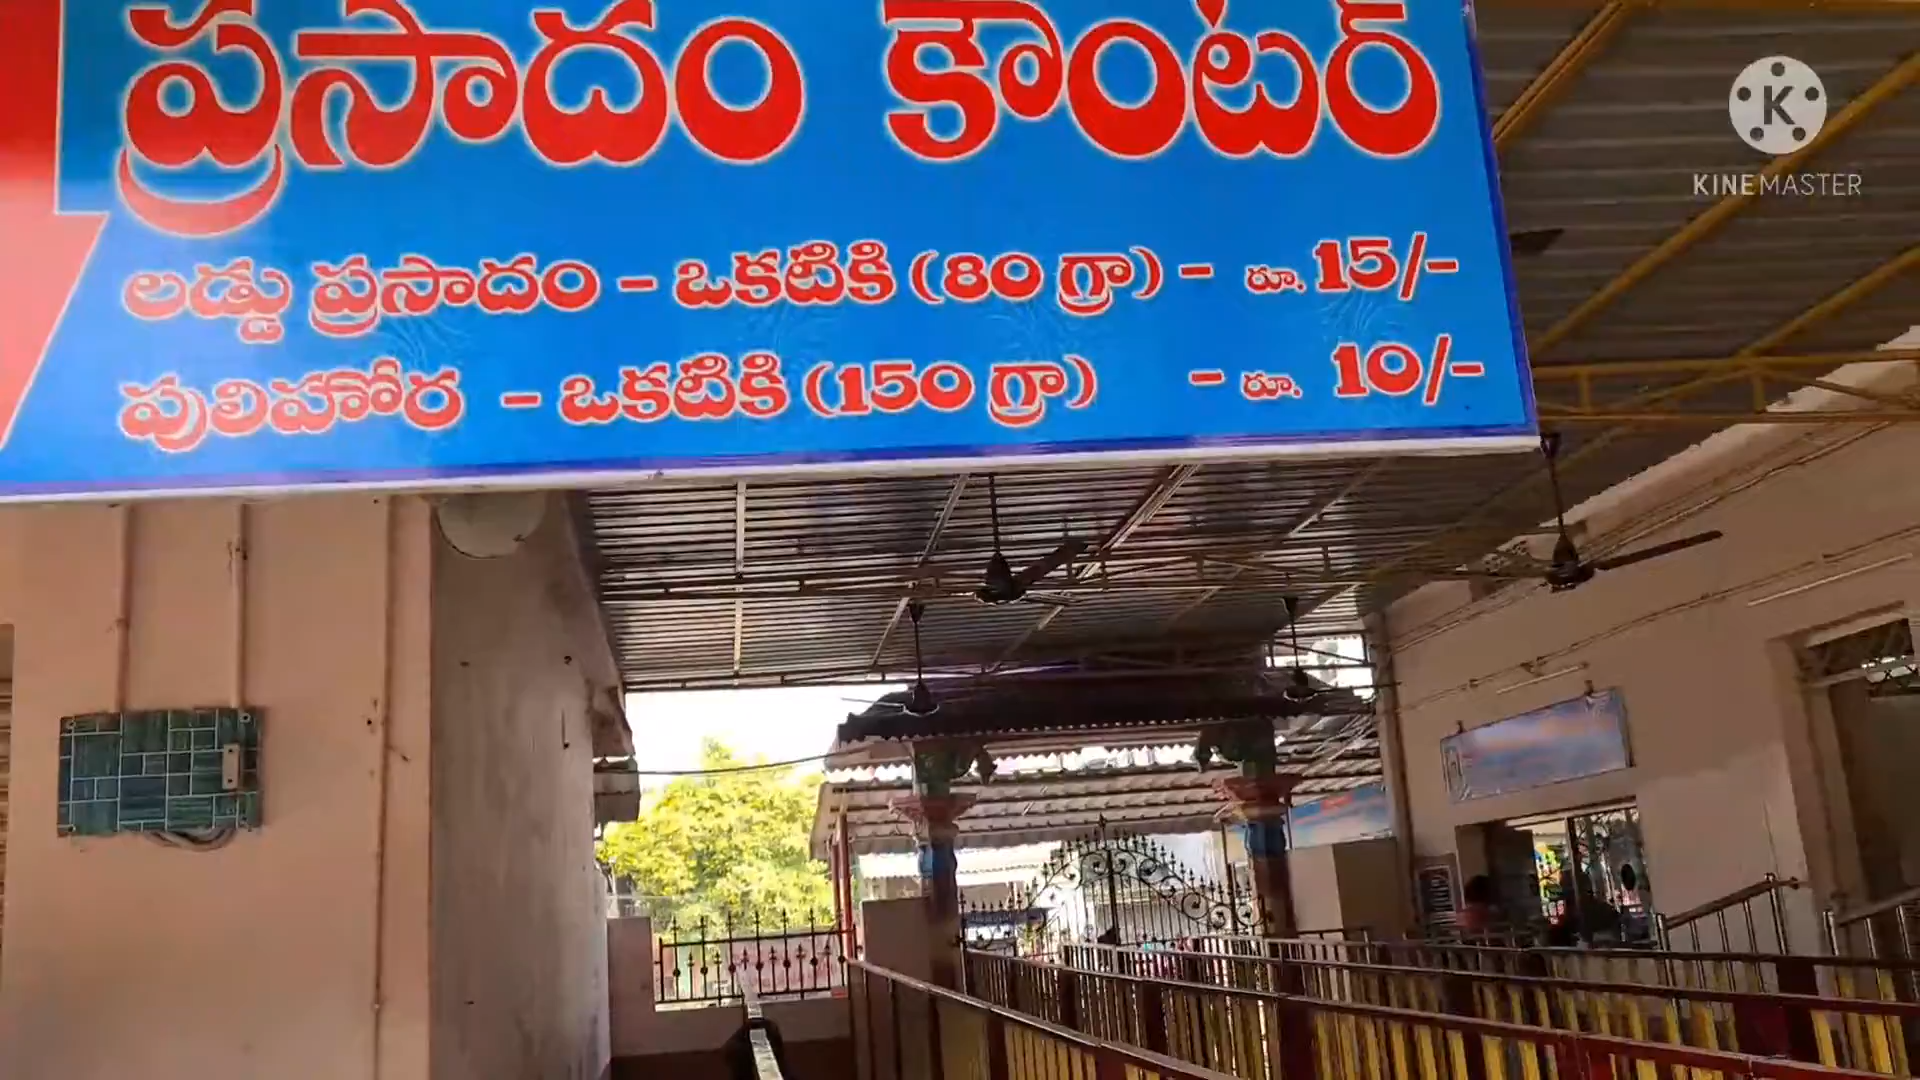 ప్రసాదం కౌంటర్
లడ్డు ప్రసాదం - ఒకటికి (80 గ్రా) - రూ. 15/-
పులిహోర - ఒకటికి (150 గ్రా) - రూ. 10/-
K
KINEMASTER